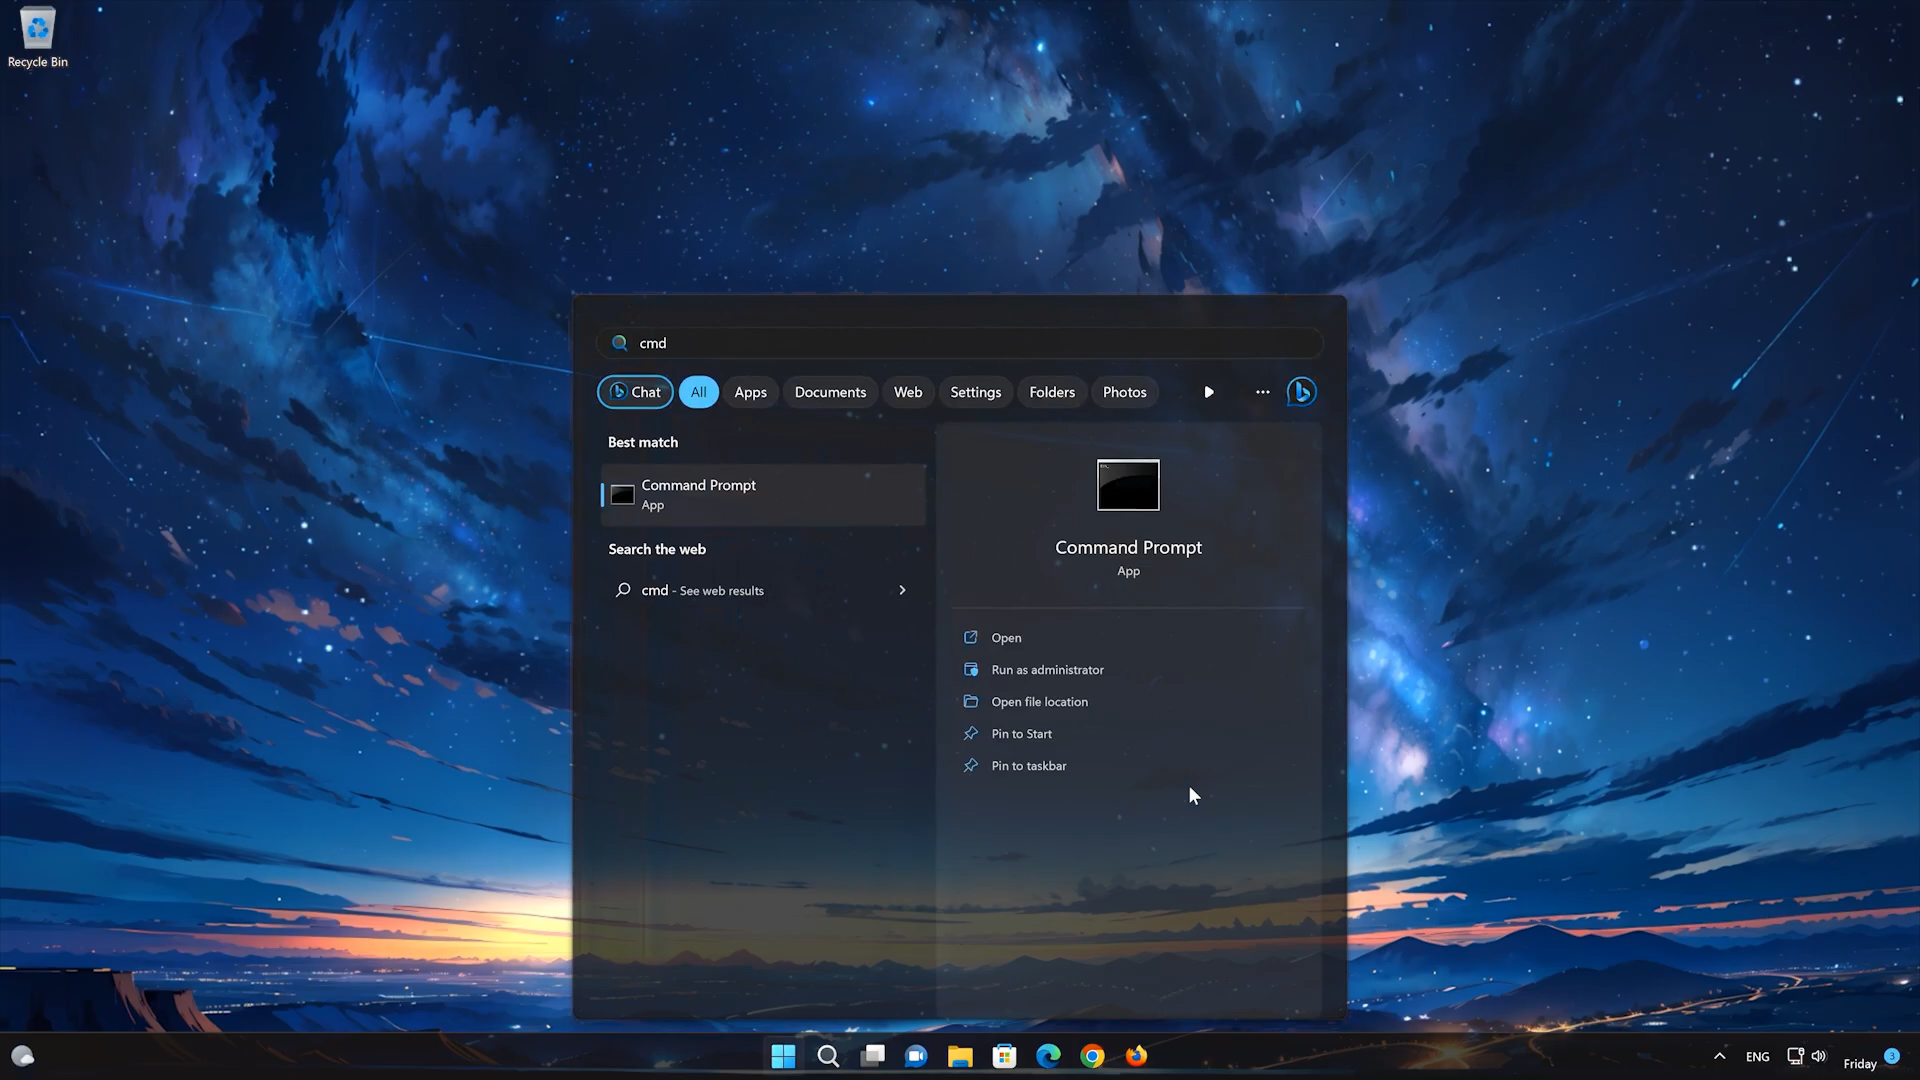 Recycle Bin
cmd
Chat All Apps Documents Web Settings Folders Photos
Best match
Command Prompt
App
Search the web
cmd - See web results
Command Prompt
App
Open
Run as administrator
Open file location
Pin to Start
Pin to taskbar
ENG
Friday
3